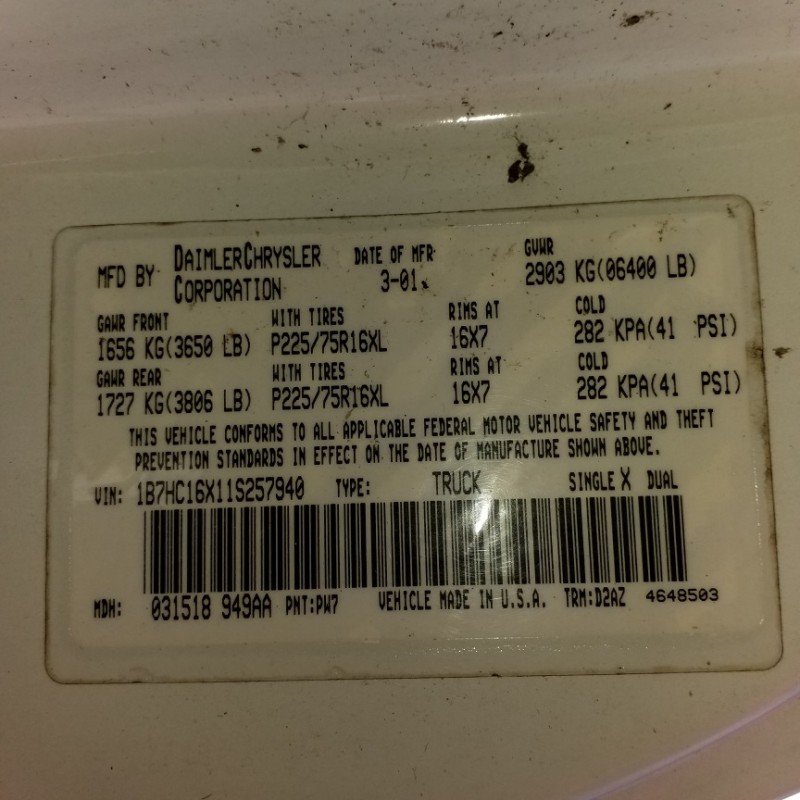 MFD BY DAIMLERCHRYSLER CORPORATION DATE OF MFR 3-01 GVWR 2903 KG(06400 LB)
GAWR FRONT WITH TIRES RIMS AT COLD
1656 KG(3650 LB) P225/75R16XL 16X7 282 KPA(41 PSI)
GAWR REAR WITH TIRES RIMS AT COLD
1727 KG(3806 LB) P225/75R16XL 16X7 282 KPA(41 PSI)
THIS VEHICLE CONFORMS TO ALL APPLICABLE FEDERAL MOTOR VEHICLE SAFETY AND THEFT
PREVENTION STANDARDS IN EFFECT ON THE DATE OF MANUFACTURE SHOWN ABOVE.
VIN: 1B7HC16X11S257940 TYPE: TRUCK SINGLE X DUAL
MDH: 031518 949AA PNT:PW7 VEHICLE MADE IN U.S.A. TRM:D2AZ 4648503